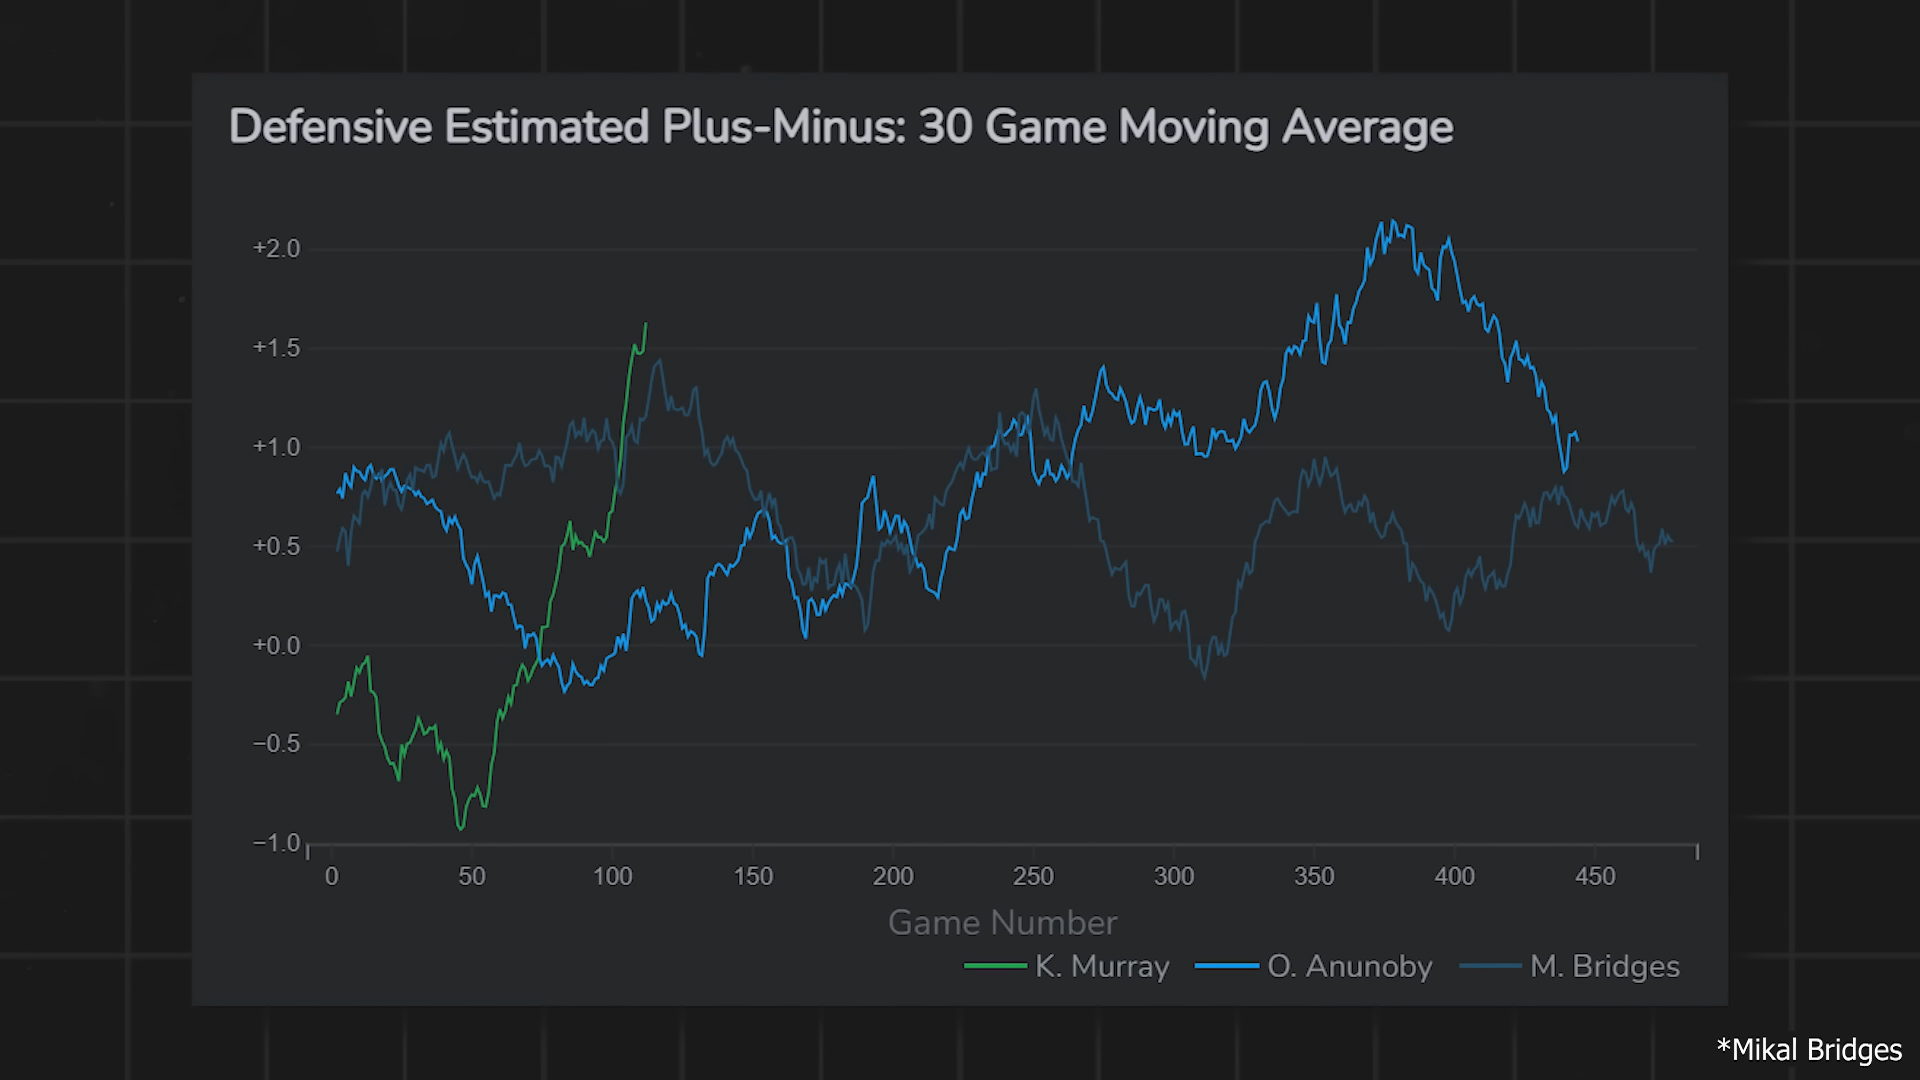 Defensive Estimated Plus-Minus: 30 Game Moving Average
+2.0
+1.5
+1.0
+0.5
+0.0
−0.5
−1.0
0 50 100 150 200 250 300 350 400 450
Game Number
K. Murray O. Anunoby M. Bridges
*Mikal Bridges